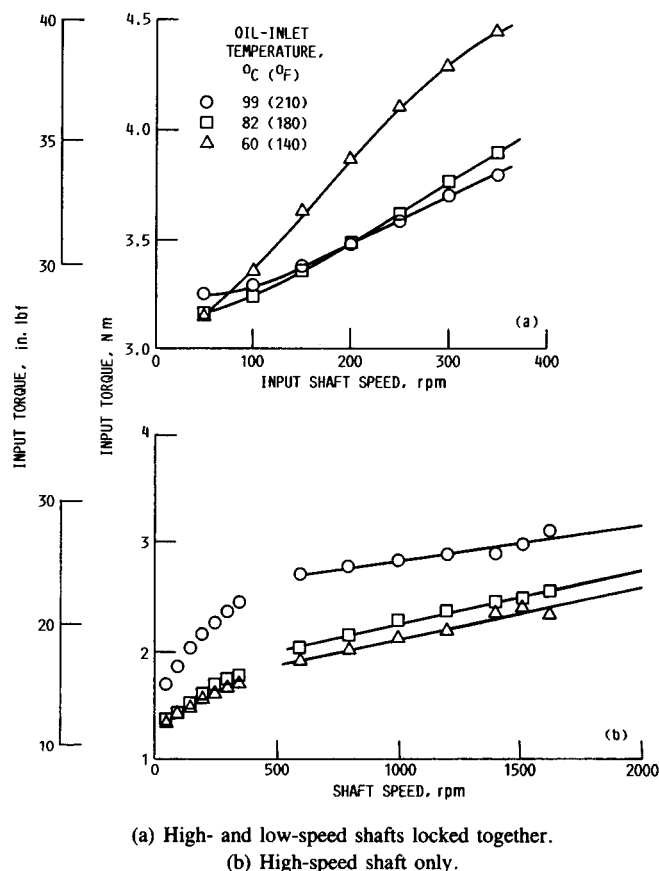 OIL-INLET
TEMPERATURE,
°C (°F)
99 (210)
82 (180)
60 (140)
40
35
30
INPUT TORQUE, in.lbf
4.5
4.0
3.5
3.0
INPUT TORQUE, Nm
(a)
0 100 200 300 400
INPUT SHAFT SPEED, rpm
30
20
10
4
3
2
1
(b)
0 500 1000 1500 2000
SHAFT SPEED, rpm
(a) High- and low-speed shafts locked together.
(b) High-speed shaft only.